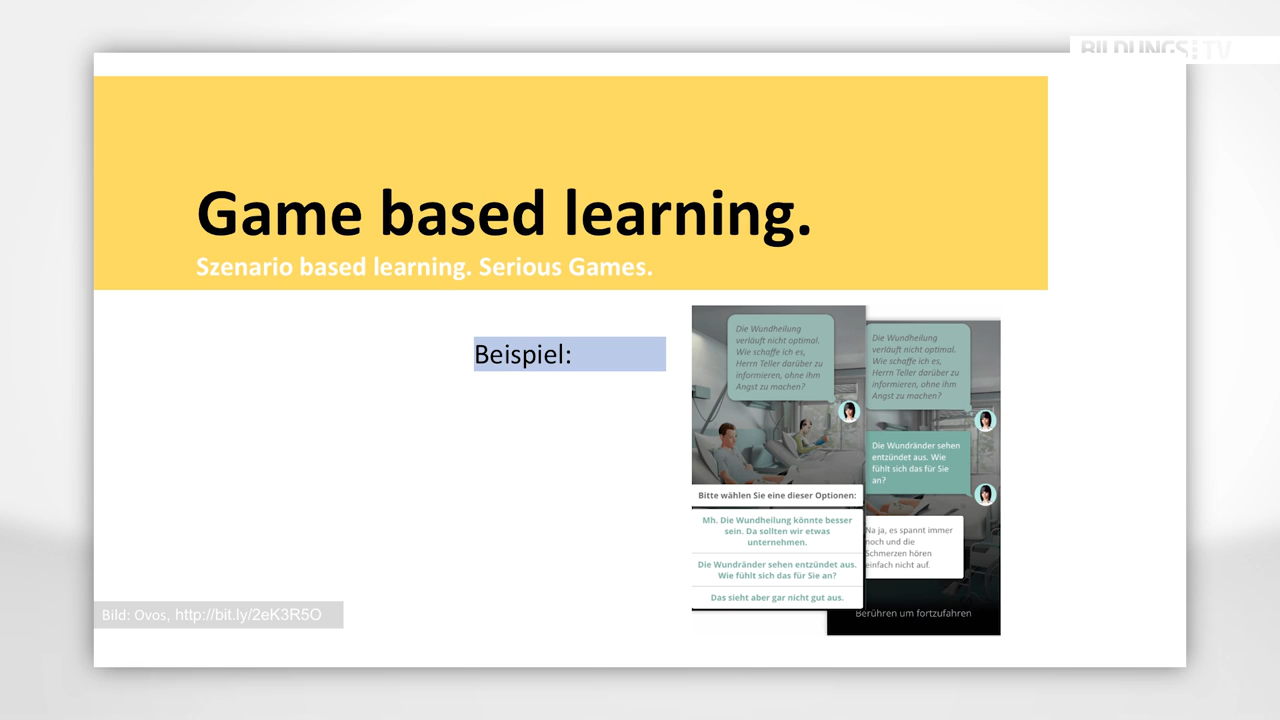 BILDUNGS:TV
Game based learning.
Szenario based learning. Serious Games.
Beispiel:
Die Wundheilung
verläuft nicht optimal.
Wie schaffe ich es,
Herrn Teller darüber zu
informieren, ohne ihm
Angst zu machen?
Bitte wählen Sie eine dieser Optionen:
Mh. Die Wundheilung könnte besser
sein. Da sollten wir etwas
unternehmen.
Die Wundränder sehen entzündet aus.
Wie fühlt sich das für Sie an?
Das sieht aber gar nicht gut aus.
Die Wundheilung
verläuft nicht optimal.
Wie schaffe ich es,
Herrn Teller darüber zu
informieren, ohne ihm
Angst zu machen?
Die Wundränder sehen
entzündet aus. Wie
fühlt sich das für Sie
an?
Na ja, es spannt immer
noch und die
Schmerzen hören
einfach nicht auf.
Berühren um fortzufahren
Bild: Ovos, http://bit.ly/2eK3R5O